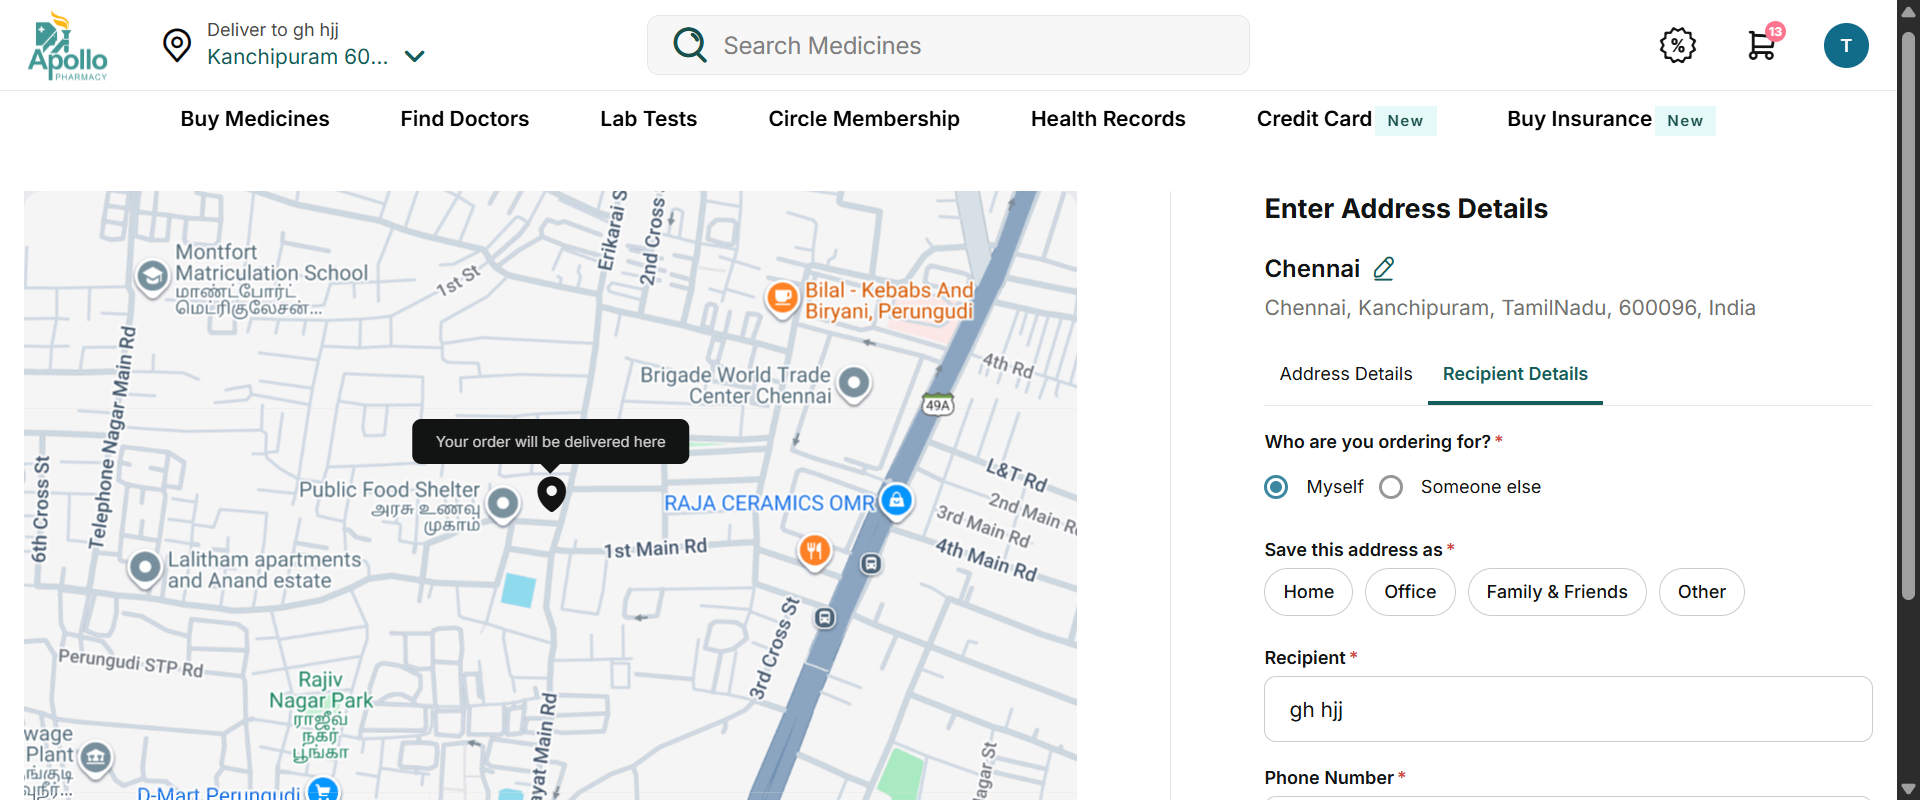 Apollo
PHARMACY
Deliver to gh hjj
Kanchipuram 60...
Search Medicines
13
T
Buy Medicines
Find Doctors
Lab Tests
Circle Membership
Health Records
Credit Card New
Buy Insurance New
Montfort
Matriculation School
மாண்ட்போர்ட்
மெட்ரிகுலேசன்...
1st St
Erikarai S
2nd Cross
Bilal - Kebabs And
Biryani, Perungudi
4th Rd
Brigade World Trade
Center Chennai
49A
Telephone Nagar Main Rd
6th Cross St
Your order will be delivered here
Public Food Shelter
அரசு உணவு
முகாம்
RAJA CERAMICS OMR
L&T Rd
2nd Main R
3rd Main Rd
4th Main Rd
1st Main Rd
Lalitham apartments
and Anand estate
3rd Cross St
Perungudi STP Rd
Rajiv
Nagar Park
ராஜீவ்
நகர்
பூங்கா
wage
Plant
ayat Main Rd
agar St
D-Mart Perungudi
Enter Address Details
Chennai
Chennai, Kanchipuram, TamilNadu, 600096, India
Address Details
Recipient Details
Who are you ordering for? *
Myself
Someone else
Save this address as *
Home
Office
Family & Friends
Other
Recipient *
gh hjj
Phone Number *